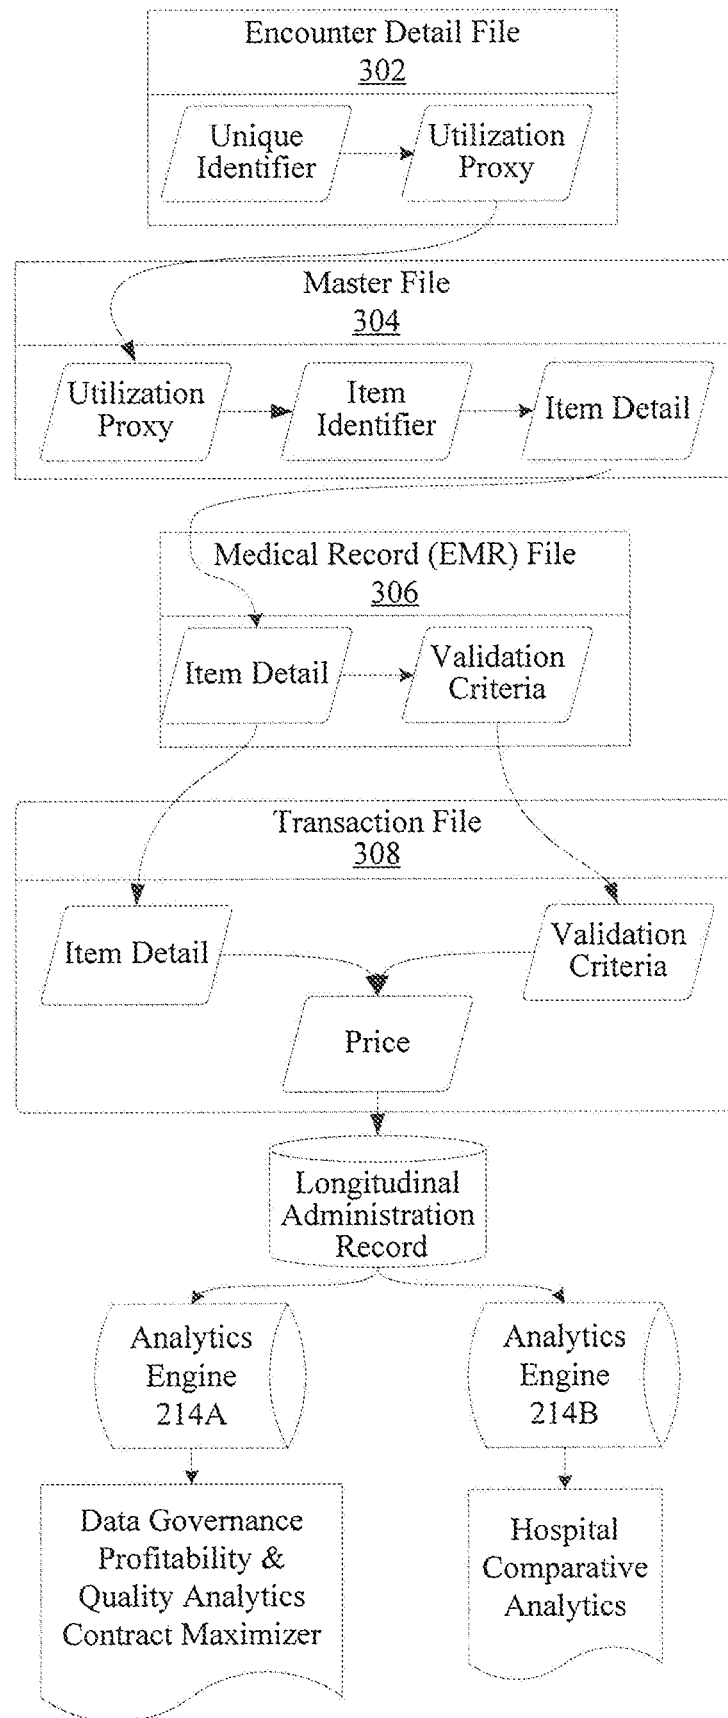 Encounter Detail File
302
Unique
Identifier
Utilization
Proxy
Master File
304
Utilization
Proxy
Item
Identifier
Item Detail
Medical Record (EMR) File
306
Item Detail
Validation
Criteria
Transaction File
308
Item Detail
Validation
Criteria
Price
Longitudinal
Administration
Record
Analytics
Engine
214A
Analytics
Engine
214B
Data Governance
Profitability &
Quality Analytics
Contract Maximizer
Hospital
Comparative
Analytics